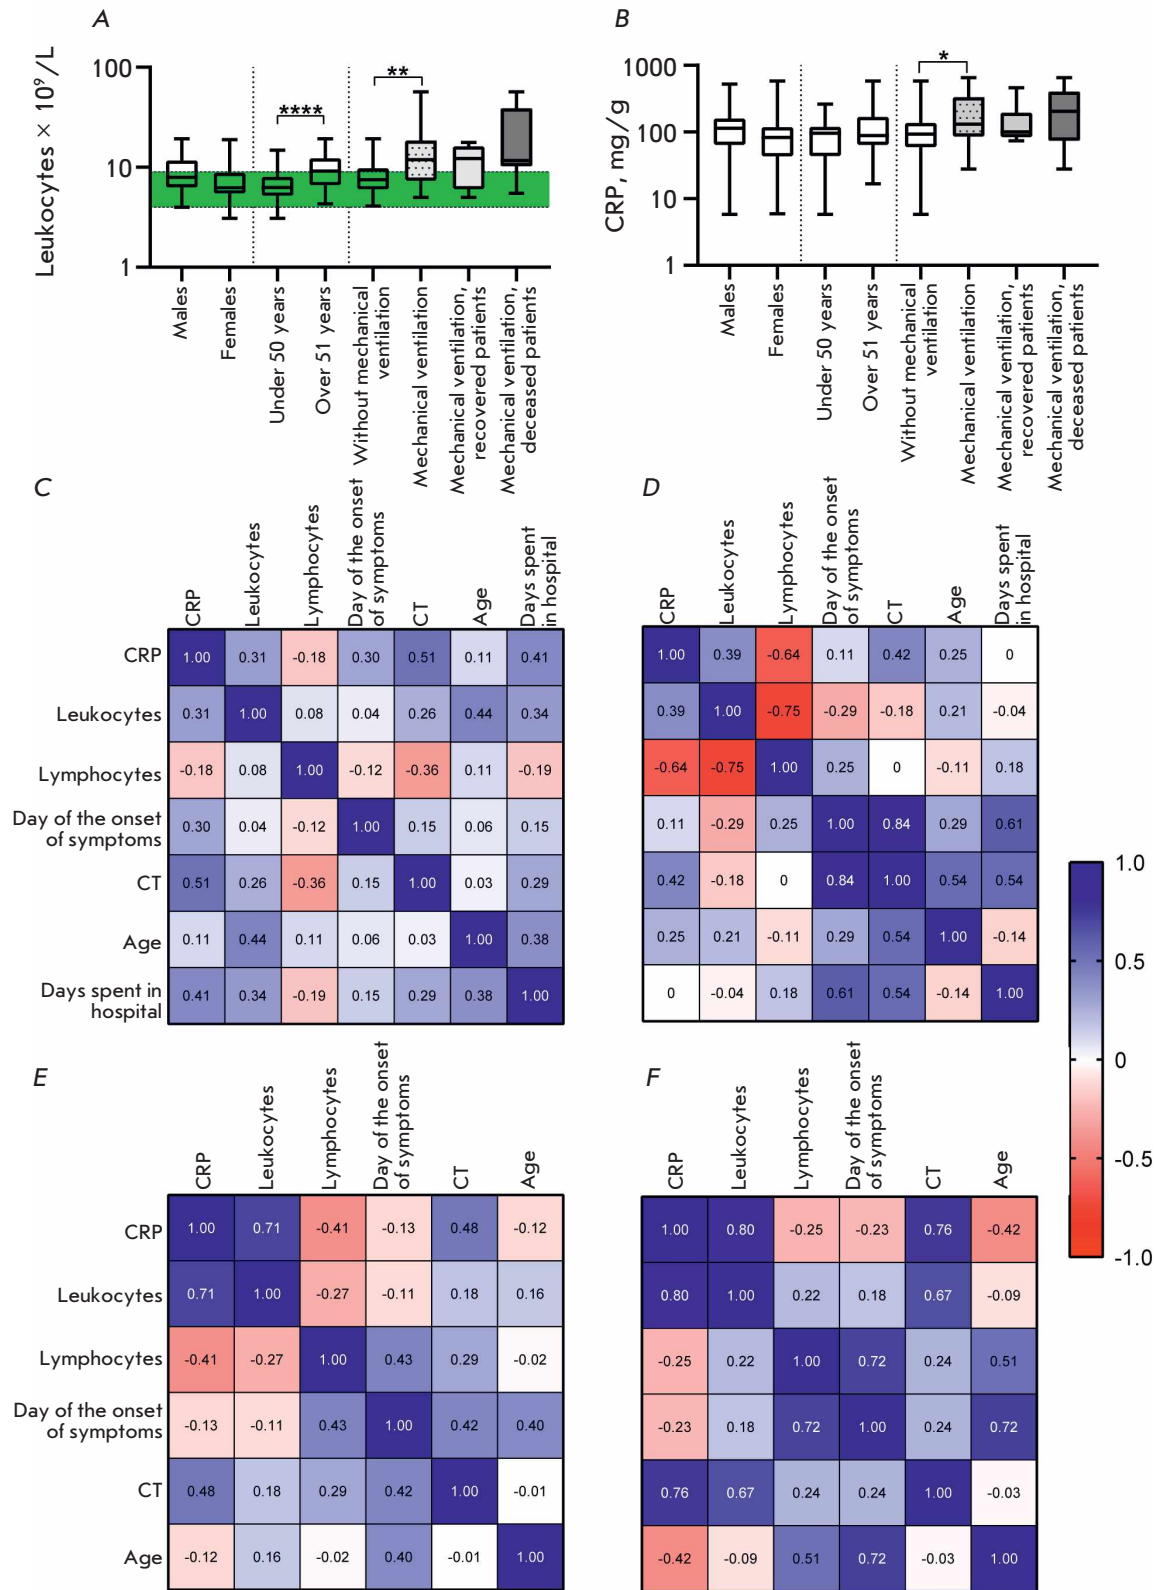 A
Leukocytes × 10⁹/L
100
10
1
****
**
Males
Females
Under 50 years
Over 51 years
Without mechanical
ventilation
Mechanical ventilation
Mechanical ventilation,
recovered patients
Mechanical ventilation,
deceased patients
B
CRP, mg/g
1000
100
10
1
*
Males
Females
Under 50 years
Over 51 years
Without mechanical
ventilation
Mechanical ventilation
Mechanical ventilation,
recovered patients
Mechanical ventilation,
deceased patients
C
CRP
Leukocytes
Lymphocytes
Day of the onset
of symptoms
CT
Age
Days spent
in hospital
CRP 1.00 0.31 -0.18 0.30 0.51 0.11 0.41
Leukocytes 0.31 1.00 0.08 0.04 0.26 0.44 0.34
Lymphocytes -0.18 0.08 1.00 -0.12 -0.36 0.11 -0.19
Day of the onset
of symptoms 0.30 0.04 -0.12 1.00 0.15 0.06 0.15
CT 0.51 0.26 -0.36 0.15 1.00 0.03 0.29
Age 0.11 0.44 0.11 0.06 0.03 1.00 0.38
Days spent in
hospital 0.41 0.34 -0.19 0.15 0.29 0.38 1.00
D
CRP
Leukocytes
Lymphocytes
Day of the onset
of symptoms
CT
Age
Days spent
in hospital
1.00 0.39 -0.64 0.11 0.42 0.25 0
0.39 1.00 -0.75 -0.29 -0.18 0.21 -0.04
-0.64 -0.75 1.00 0.25 0 -0.11 0.18
0.11 -0.29 0.25 1.00 0.84 0.29 0.61
0.42 -0.18 0 0.84 1.00 0.54 0.54
0.25 0.21 -0.11 0.29 0.54 1.00 -0.14
0 -0.04 0.18 0.61 0.54 -0.14 1.00
1.0
0.5
0
-0.5
-1.0
E
CRP
Leukocytes
Lymphocytes
Day of the onset
of symptoms
CT
Age
CRP 1.00 0.71 -0.41 -0.13 0.48 -0.12
Leukocytes 0.71 1.00 -0.27 -0.11 0.18 0.16
Lymphocytes -0.41 -0.27 1.00 0.43 0.29 -0.02
Day of the onset
of symptoms -0.13 -0.11 0.43 1.00 0.42 0.40
CT 0.48 0.18 0.29 0.42 1.00 -0.01
Age -0.12 0.16 -0.02 0.40 -0.01 1.00
F
CRP
Leukocytes
Lymphocytes
Day of the onset
of symptoms
CT
Age
1.00 0.80 -0.25 -0.23 0.76 -0.42
0.80 1.00 0.22 0.18 0.67 -0.09
-0.25 0.22 1.00 0.72 0.24 0.51
-0.23 0.18 0.72 1.00 0.24 0.72
0.76 0.67 0.24 0.24 1.00 -0.03
-0.42 -0.09 0.51 0.72 -0.03 1.00